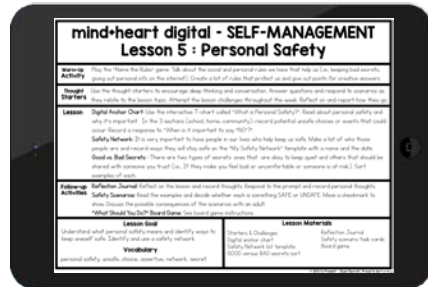 mind+heart digital - SELF-MANAGEMENT
Lesson 5 : Personal Safety
Warm-Up Activity
Play the "Name the Rules" game. Talk about the social and personal rules we have that help us (i.e., keeping bad secrets,
giving out personal info on the internet). Create a list of rules that protect us and give out points for creative answers.
Thought Starters
Use the thought starters to encourage deep thinking and conversation. Answer questions and respond to scenarios as
they relate to the lesson topic. Attempt the lesson challenges throughout the week. Reflect on and report how they go.
Lesson
Digital Anchor Chart: Use the interactive T-chart called "What is Personal Safety?". Read about personal safety and
why it's important. In the 3 sections (school, home, community), record potential unsafe choices or events that could
occur. Record a response to "When is it important to say "NO"?"
Safety Network: It is very important to have people in our lives who help keep us safe. Make a list of who those
people are and record ways they will stay safe on the "My Safety Network" template with a name and the date
Good vs. Bad Secrets - There are two types of secrets: ones that are okay to keep quiet and others that should be
shared with someone you trust (i.e., if they make you feel bad or uncomfortable or someone is at risk). Sort
examples of each.
Follow-up Activities
Reflection Journal: Reflect on the lesson and record thoughts. Respond to the prompt and record personal thoughts.
Safety Scenarios: Read the examples and decide whether each something is SAFE or UNSAFE. Move a checkmark to
show. Discuss the possible consequences of the scenarios with an adult.
"What Should You Do?" Board Game: See board game instructions
Lesson Goal
Understand what personal safety means and identify ways to
keep oneself safe. Identify and use a safety network.
Vocabulary
personal safety, unsafe, choice, assertive, network, secret
Lesson Materials
Starters & Challenges
Digital anchor chart
Safety Network list template
GOOD versus BAD secrets sort
Reflection Journal
Safety scenario task cards
Board game